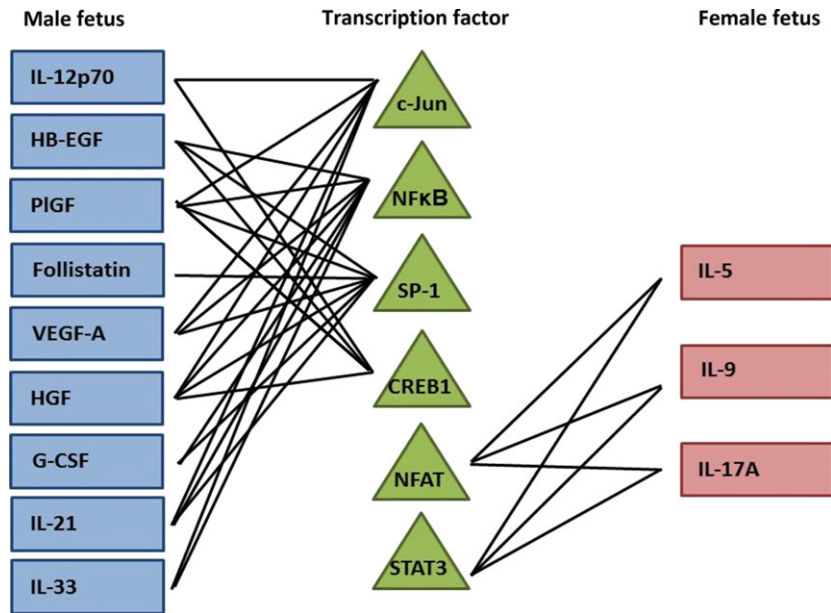 Male fetus
Transcription factor
Female fetus
IL-12p70
HB-EGF
PlGF
Follistatin
VEGF-A
HGF
G-CSF
IL-21
IL-33
c-Jun
NFκB
SP-1
CREB1
NFAT
STAT3
IL-5
IL-9
IL-17A